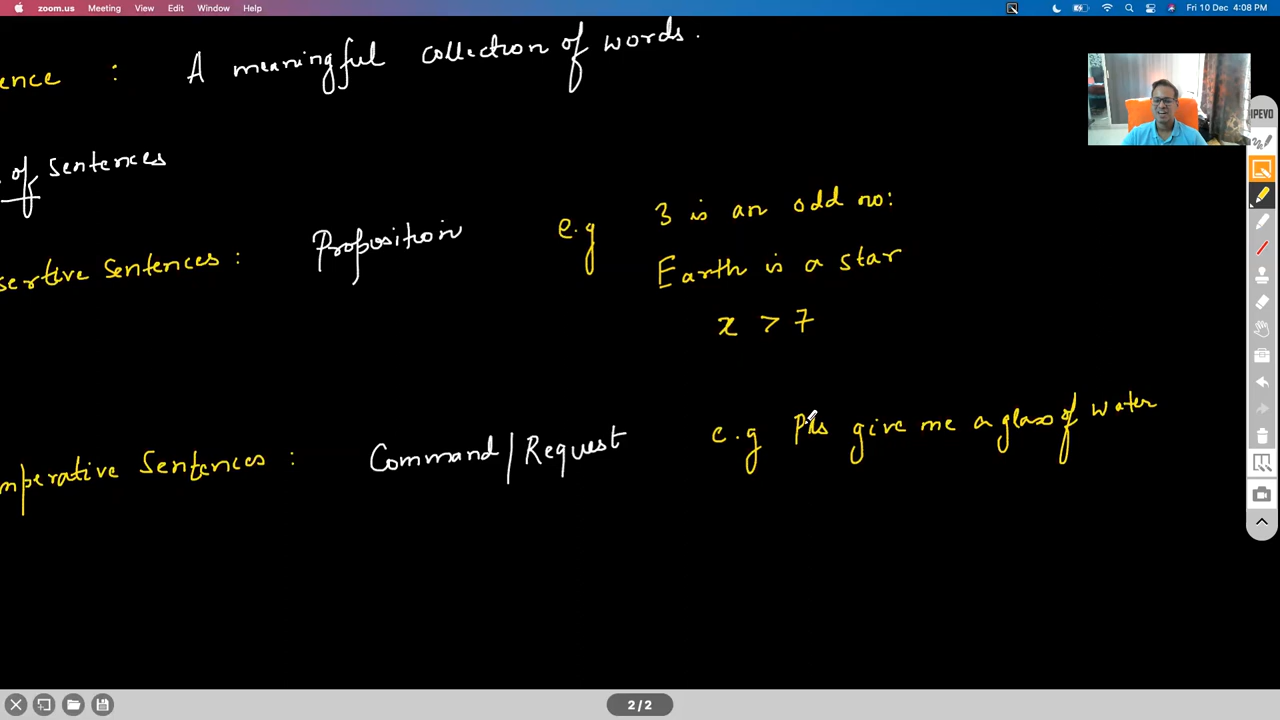 zoom.us Meeting View Edit Window Help Fri 10 Dec 4:08 PM
ence : A meaningful collection of words.
IPEVO
of Sentences
sertive Sentences : Proposition e.g 3 is an odd no:
Earth is a star
x > 7
mperative Sentences : Command/Request e.g Pls give me a glass of water
2/2